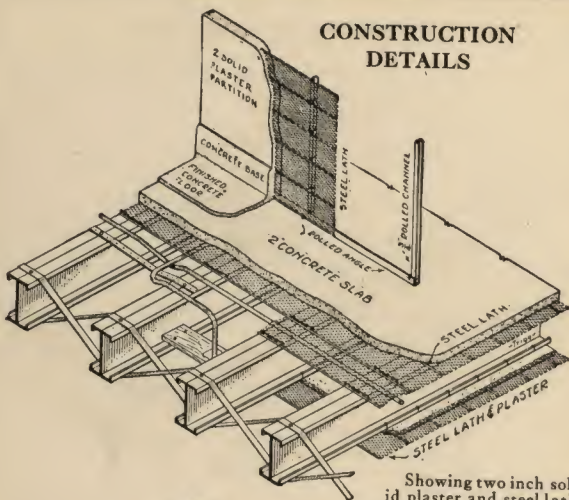 CONSTRUCTION
DETAILS
2" SOLID
PLASTER
PARTITION
CONCRETE BASE
FINISHED
CONCRETE
FLOOR
STEEL LATH
ROLLED CHANNEL
ROLLED ANGLE
2" CONCRETE SLAB
STEEL LATH
STEEL LATH & PLASTER
Showing two inch sol-
id plaster and steel lath